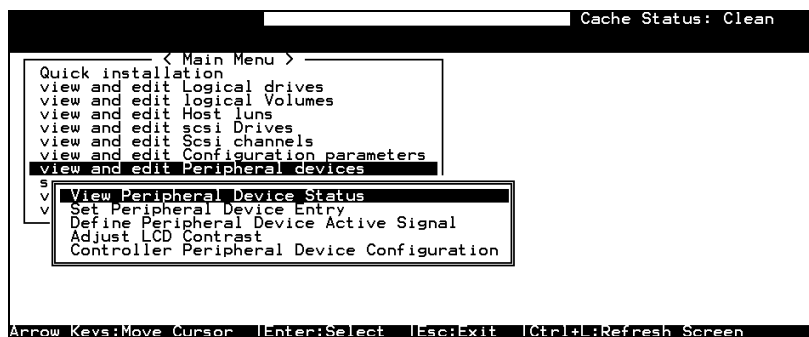 Cache Status: Clean
< Main Menu >
Quick installation
view and edit Logical drives
view and edit logical Volumes
view and edit Host luns
view and edit scsi Drives
view and edit Scsi channels
view and edit Configuration parameters
view and edit Peripheral devices
s
v
v
View Peripheral Device Status
Set Peripheral Device Entry
Define Peripheral Device Active Signal
Adjust LCD Contrast
Controller Peripheral Device Configuration
Arrow Keys:Move Cursor |Enter:Select |Esc:Exit |Ctrl+L:Refresh Screen